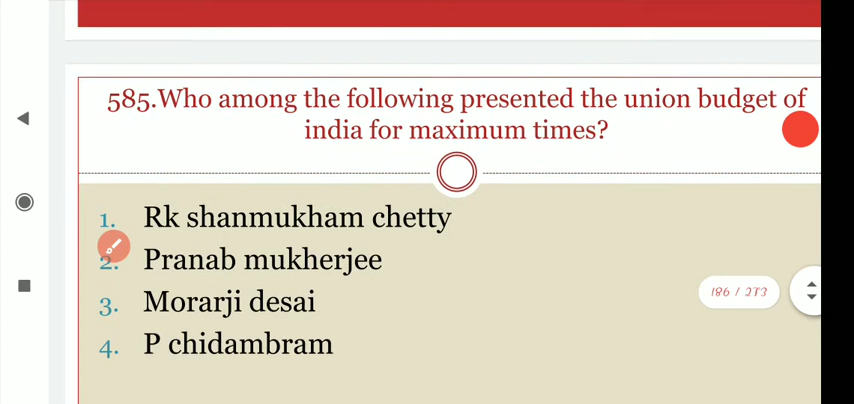 585.Who among the following presented the union budget of
india for maximum times?
1. Rk shanmukham chetty
2. Pranab mukherjee
3. Morarji desai
4. P chidambram
186 / 273